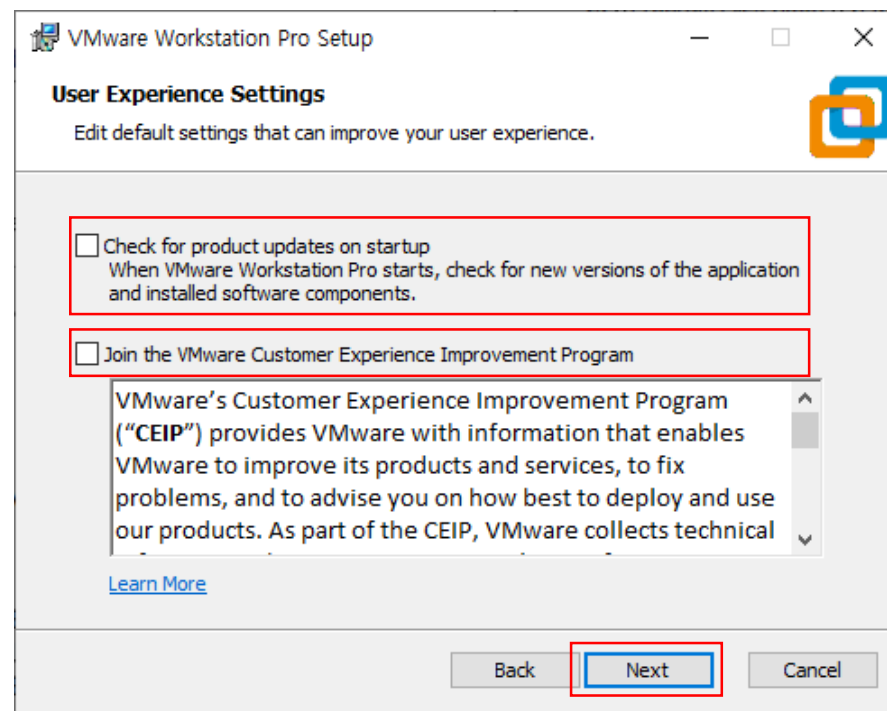 VMware Workstation Pro Setup
User Experience Settings
Edit default settings that can improve your user experience.
Check for product updates on startup
When VMware Workstation Pro starts, check for new versions of the application
and installed software components.
Join the VMware Customer Experience Improvement Program
VMware's Customer Experience Improvement Program
("CEIP") provides VMware with information that enables
VMware to improve its products and services, to fix
problems, and to advise you on how best to deploy and use
our products. As part of the CEIP, VMware collects technical
Learn More
Back
Next
Cancel